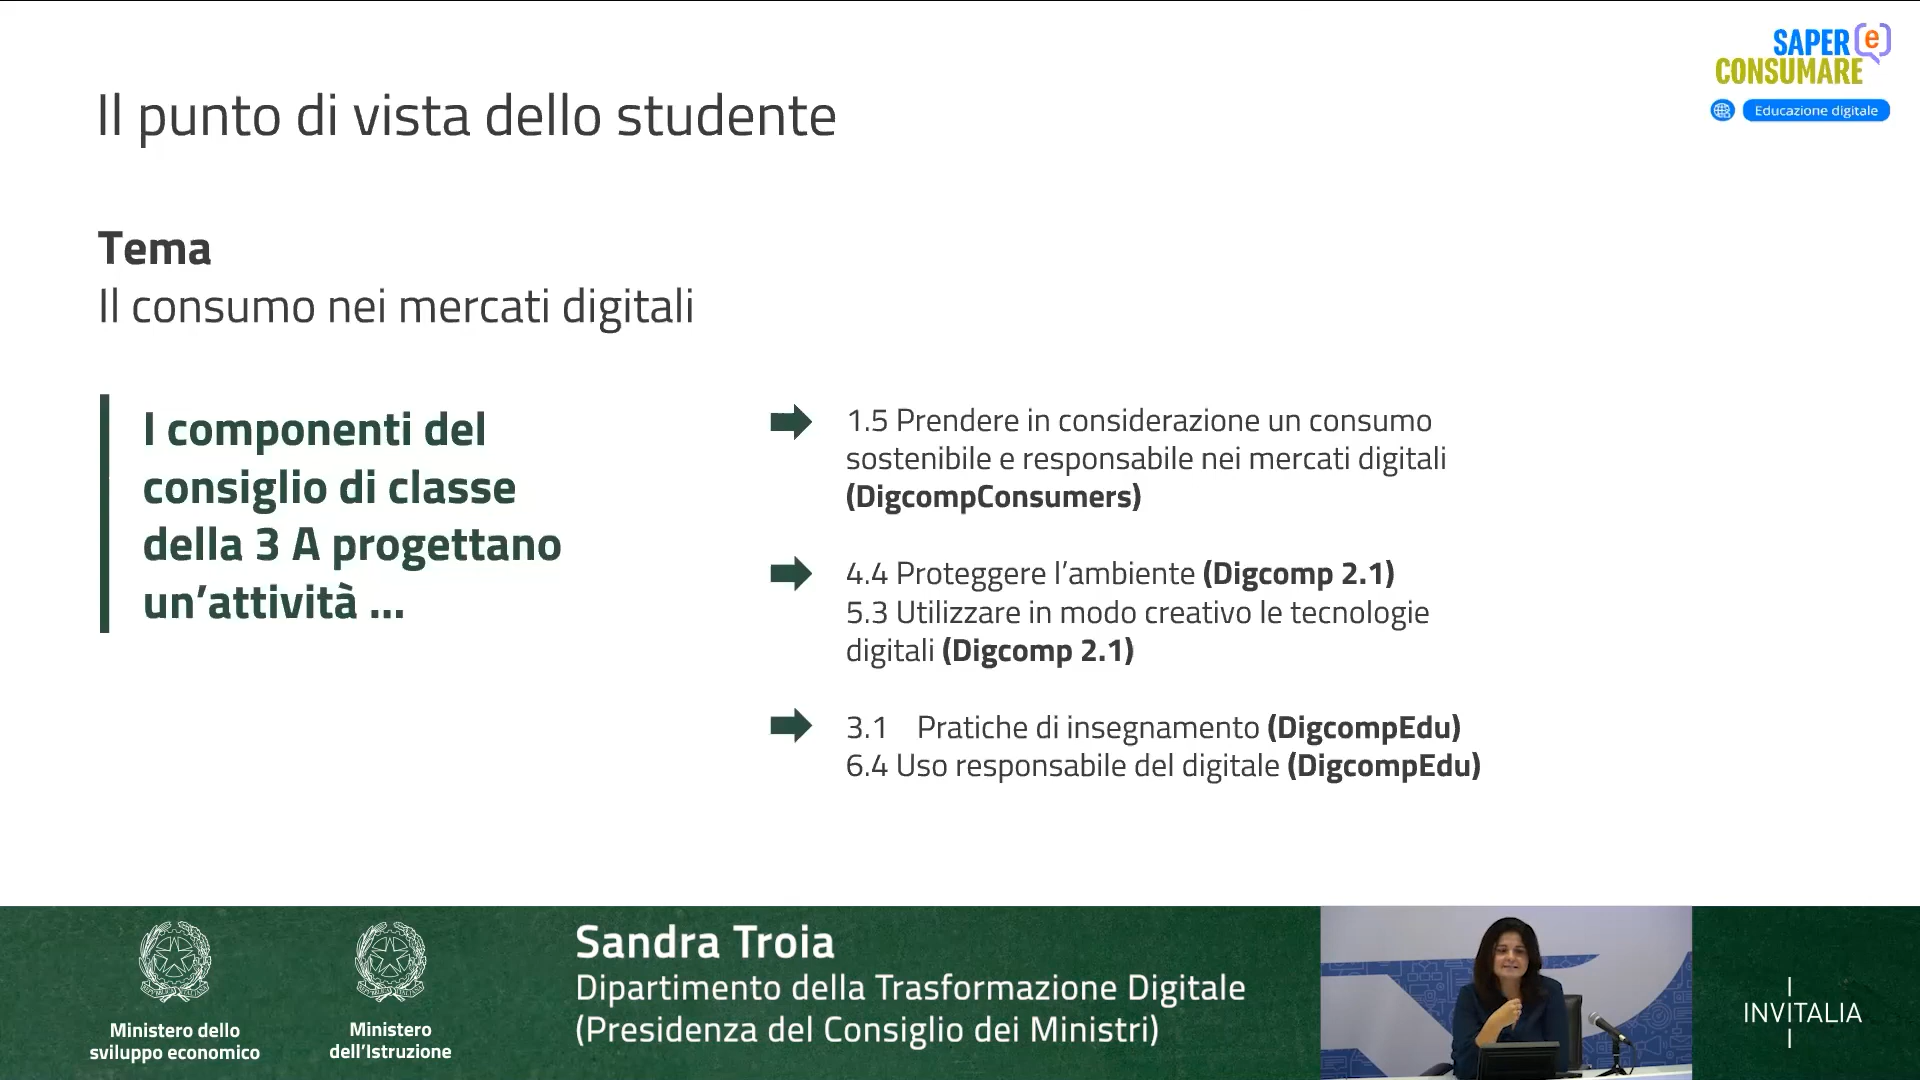 SAPER e
CONSUMARE
Educazione digitale
Il punto di vista dello studente
Tema
Il consumo nei mercati digitali
I componenti del
consiglio di classe
della 3 A progettano
un'attività ...
1.5 Prendere in considerazione un consumo
sostenibile e responsabile nei mercati digitali
(DigcompConsumers)
4.4 Proteggere l'ambiente (Digcomp 2.1)
5.3 Utilizzare in modo creativo le tecnologie
digitali (Digcomp 2.1)
3.1 Pratiche di insegnamento (DigcompEdu)
6.4 Uso responsabile del digitale (DigcompEdu)
Ministero dello
sviluppo economico
Ministero
dell'Istruzione
Sandra Troia
Dipartimento della Trasformazione Digitale
(Presidenza del Consiglio dei Ministri)
INVITALIA